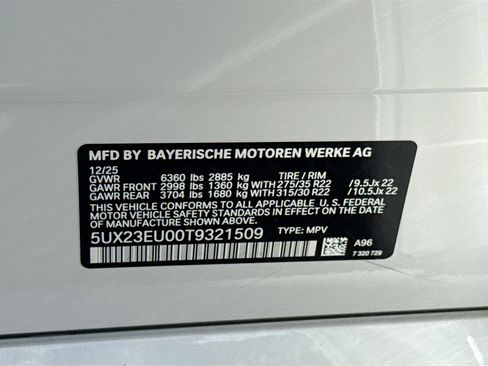 MFD BY BAYERISCHE MOTOREN WERKE AG
12/25
GVWR 6360 lbs 2885 kg TIRE / RIM
GAWR FRONT 2998 lbs 1360 kg WITH 275/35 R22 /9.5Jx 22
GAWR REAR 3704 lbs 1680 kg WITH 315/30 R22 /10.5Jx 22
THIS VEHICLE CONFORMS TO ALL APPLICABLE U. S. FEDERAL
MOTOR VEHICLE SAFETY STANDARDS IN EFFECT ON THE
DATE OF MANUFACTURE SHOWN ABOVE.
5UX23EU00T9321509 TYPE: MPV
A96
7 320 729